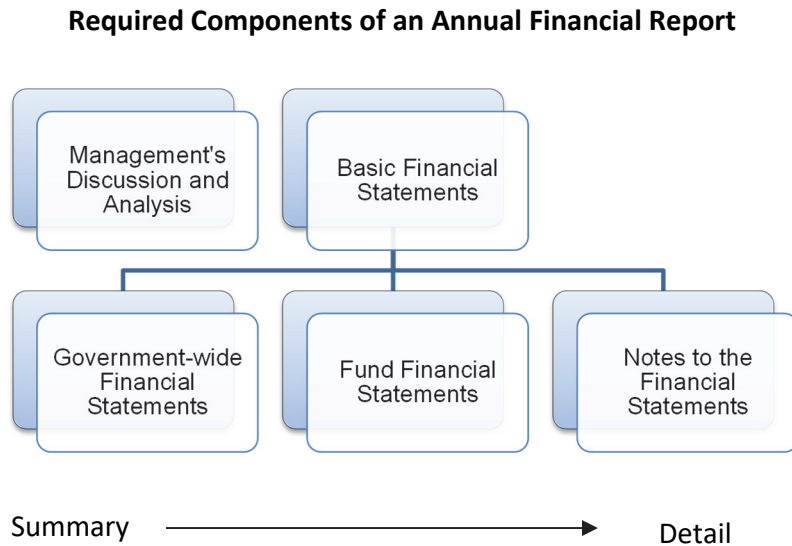 Required Components of an Annual Financial Report
Management's
Discussion and
Analysis
Basic Financial
Statements
Government-wide
Financial
Statements
Fund Financial
Statements
Notes to the
Financial
Statements
Summary
Detail